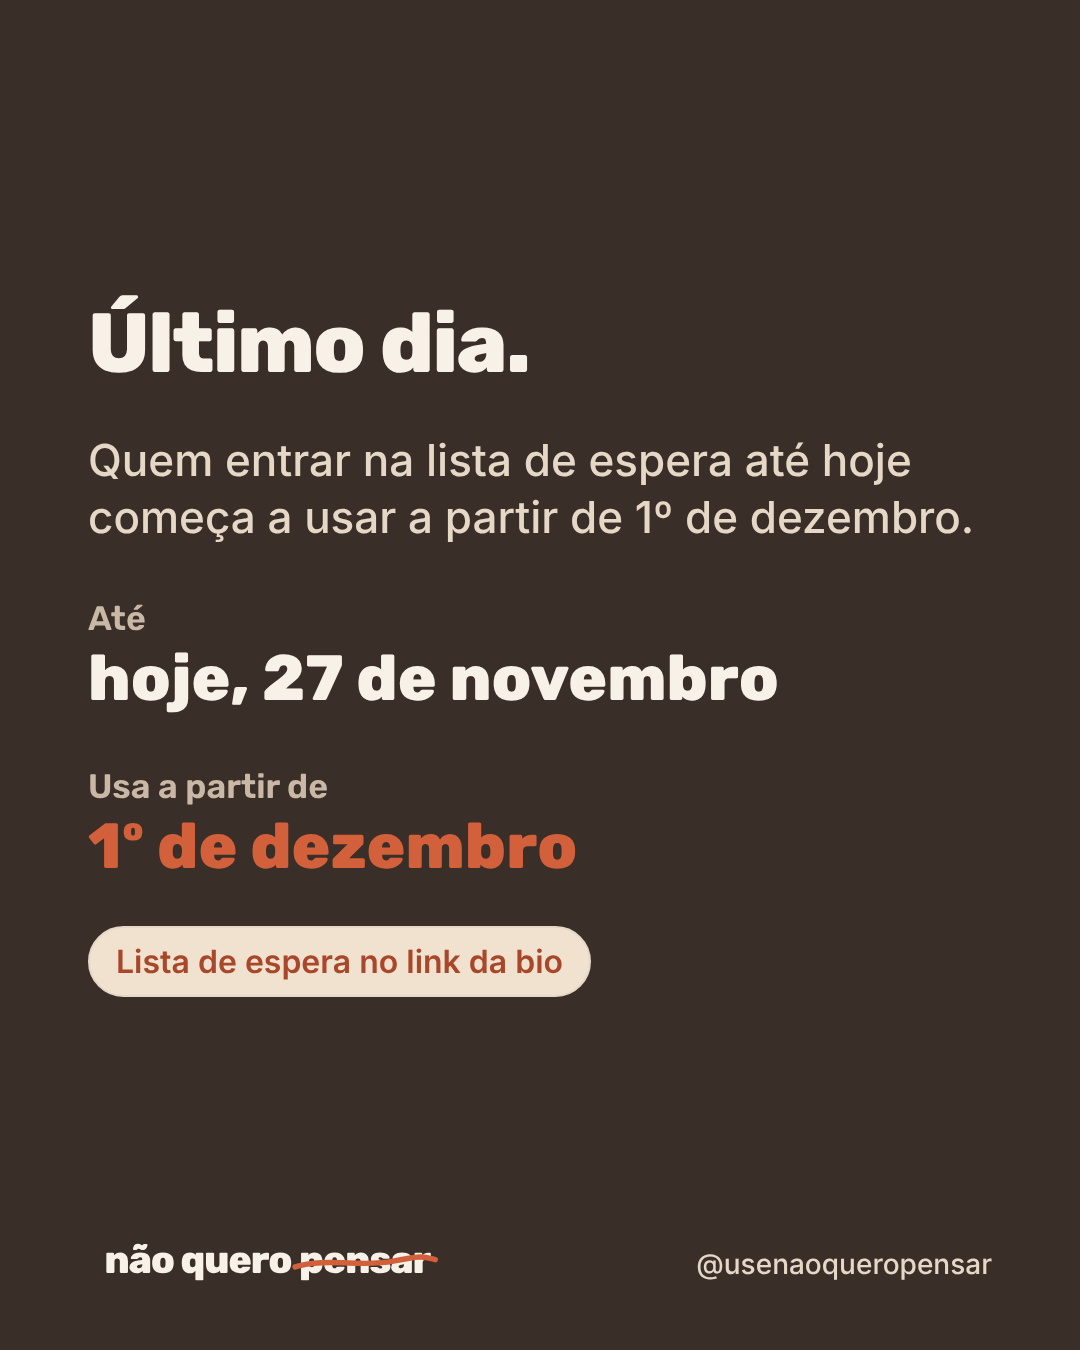 Último dia.
Quem entrar na lista de espera até hoje
começa a usar a partir de 1º de dezembro.
Até
hoje, 27 de novembro
Usa a partir de
1º de dezembro
Lista de espera no link da bio
não quero pensar
@usenaoqueropensar